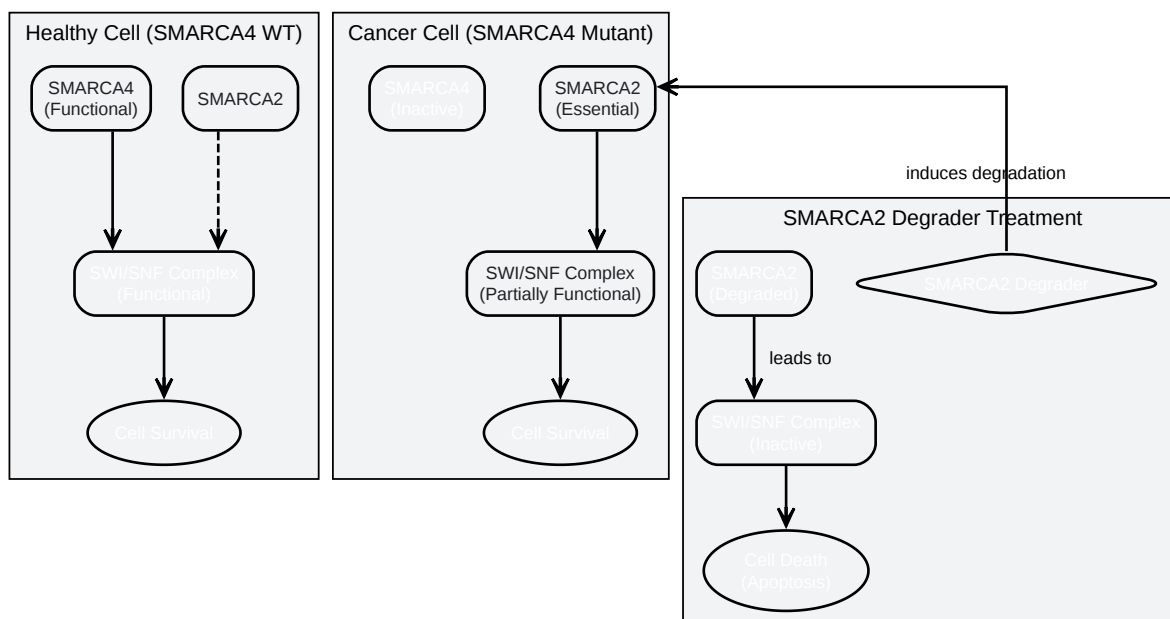 Healthy Cell (SMARCA4 WT)
SMARCA4
(Functional)
SMARCA2
SWI/SNF Complex
(Functional)
Cell Survival
Cancer Cell (SMARCA4 Mutant)
SMARCA4
(Inactive)
SMARCA2
(Essential)
SWI/SNF Complex
(Partially Functional)
Cell Survival
induces degradation
SMARCA2 Degrader Treatment
SMARCA2
(Degraded)
SMARCA2 Degrader
leads to
SWI/SNF Complex
(Inactive)
Cell Death
(Apoptosis)